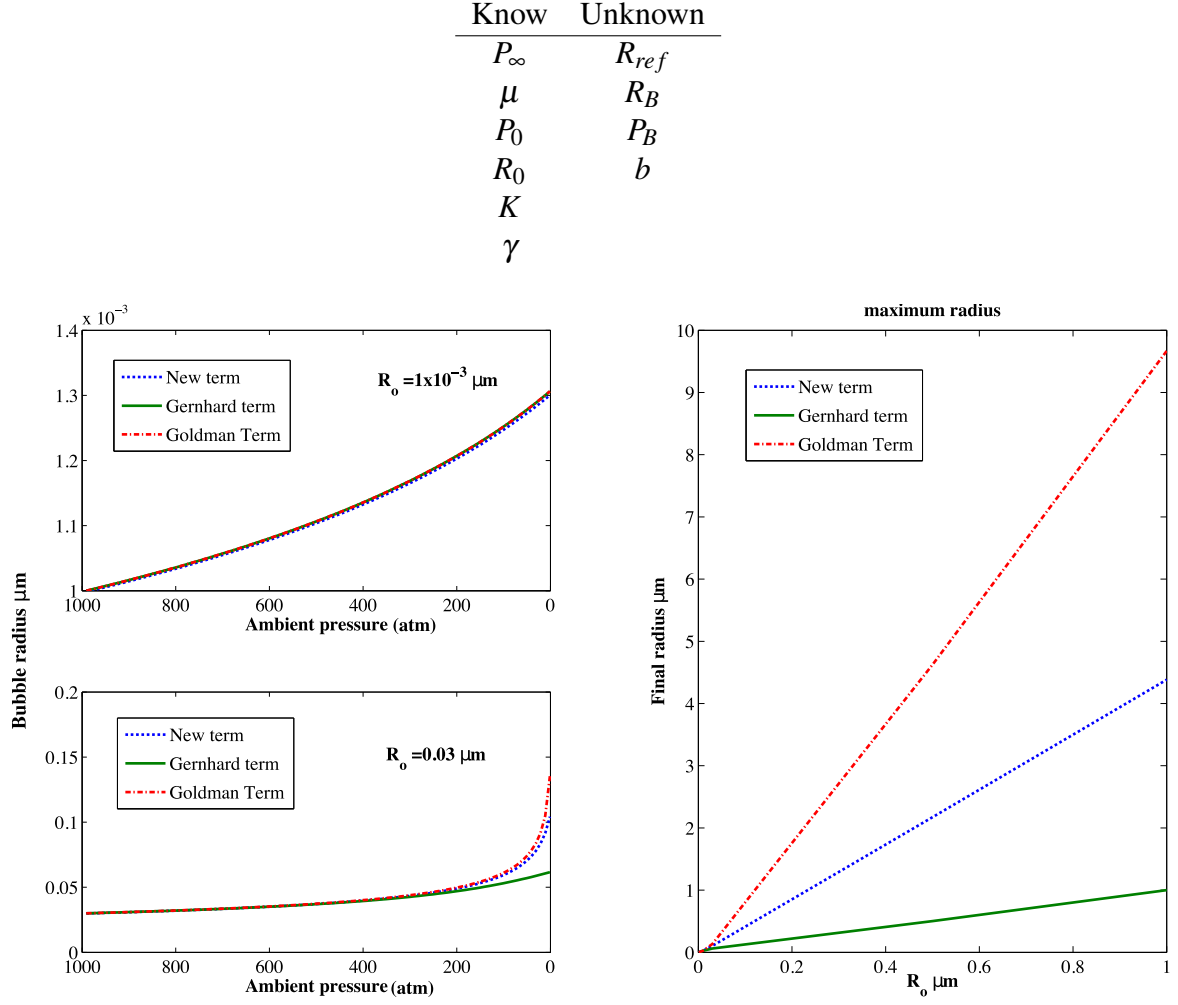 Know Unknown
P∞ R_ref
μ R_B
P_0 P_B
R_0 b
K
γ
x 10⁻³
1.4
1.3
1.2
1.1
1
1000 800 600 400 200 0
Ambient pressure (atm)
New term
Gernhard term
Goldman Term
R_o =1x10⁻³ μm
Bubble radius μm
0.2
0.15
0.1
0.05
0
1000 800 600 400 200 0
Ambient pressure (atm)
New term
Gernhard term
Goldman Term
R_o =0.03 μm
maximum radius
10
9
8
7
6
5
4
3
2
1
0
0 0.2 0.4 0.6 0.8 1
R_o μm
Final radius μm
New term
Gernhard term
Goldman Term